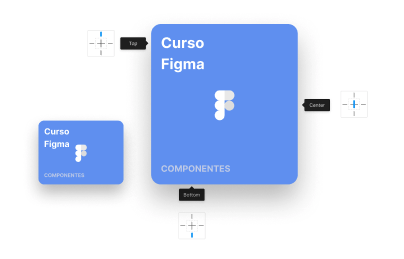 Top
Curso
Figma
Center
COMPONENTES
Bottom
Curso
Figma
COMPONENTES